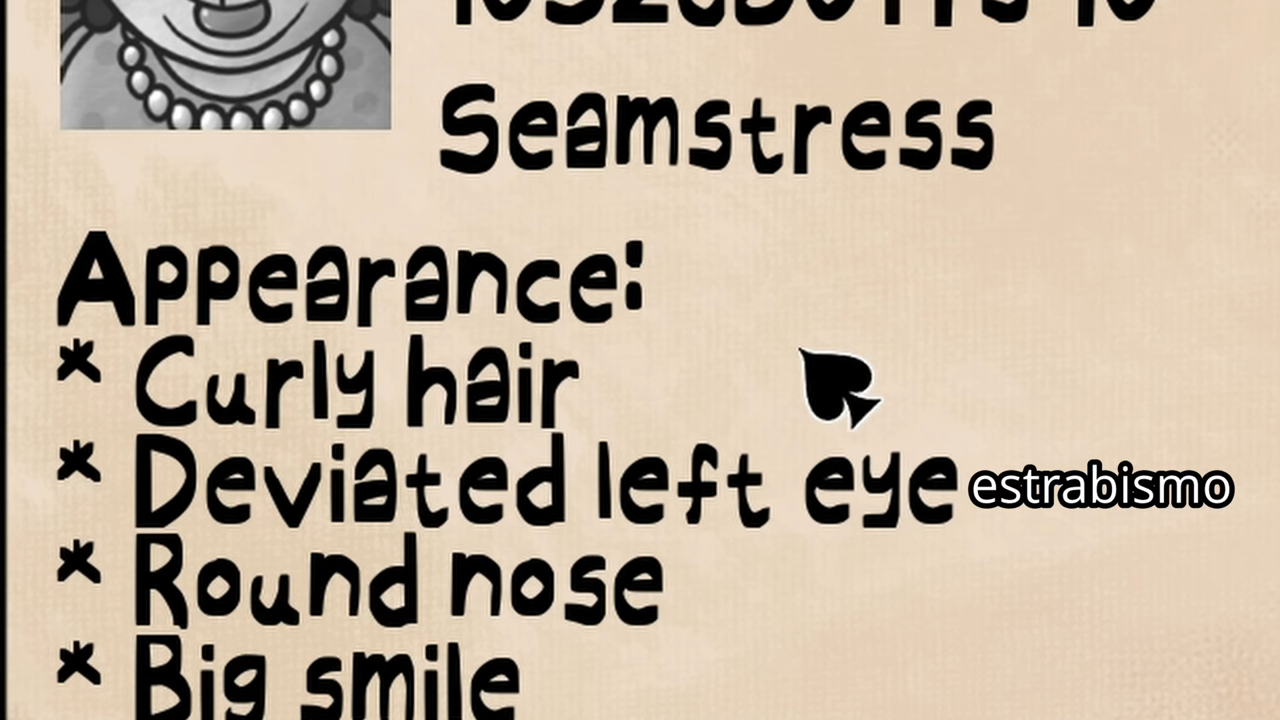 Seamstress
Appearance:
* Curly hair
* Deviated left eye estrabismo
* Round nose
* Big smile